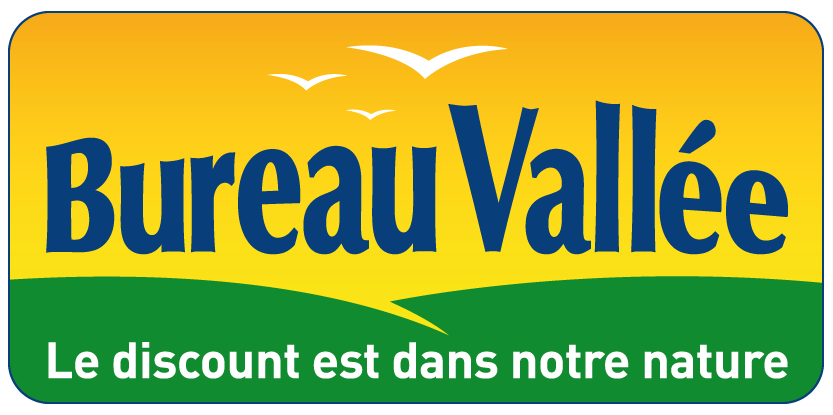 Bureau Vallée
Le discount est dans notre nature